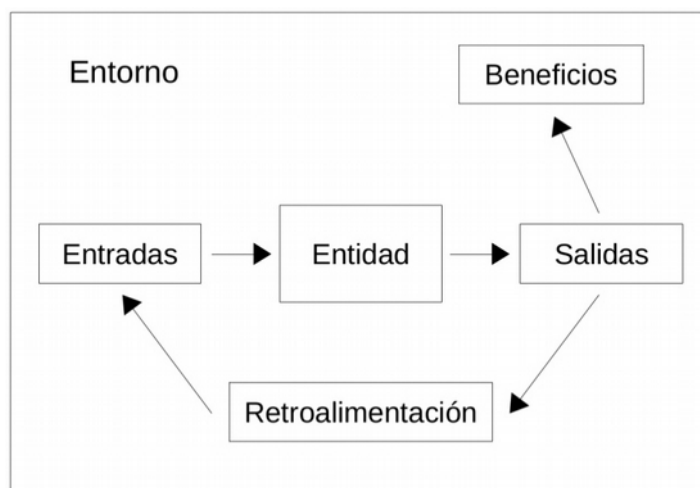 Entorno
Beneficios
Entradas
Entidad
Salidas
Retroalimentación